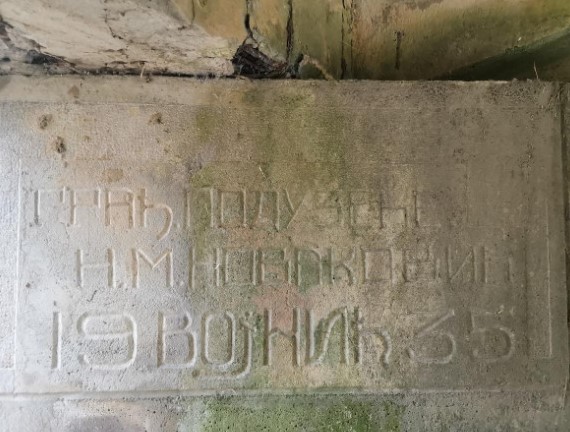 ГРАЂ. ПОДУЗЕЋЕ
Н.М. НОВАКОВИЋ
19 ВОЈНИЋ 35